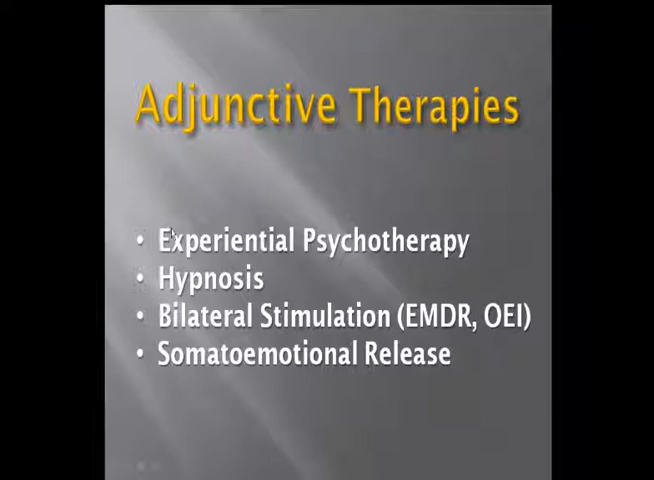 Adjunctive Therapies
• Experiential Psychotherapy
• Hypnosis
• Bilateral Stimulation (EMDR, OEI)
• Somatoemotional Release